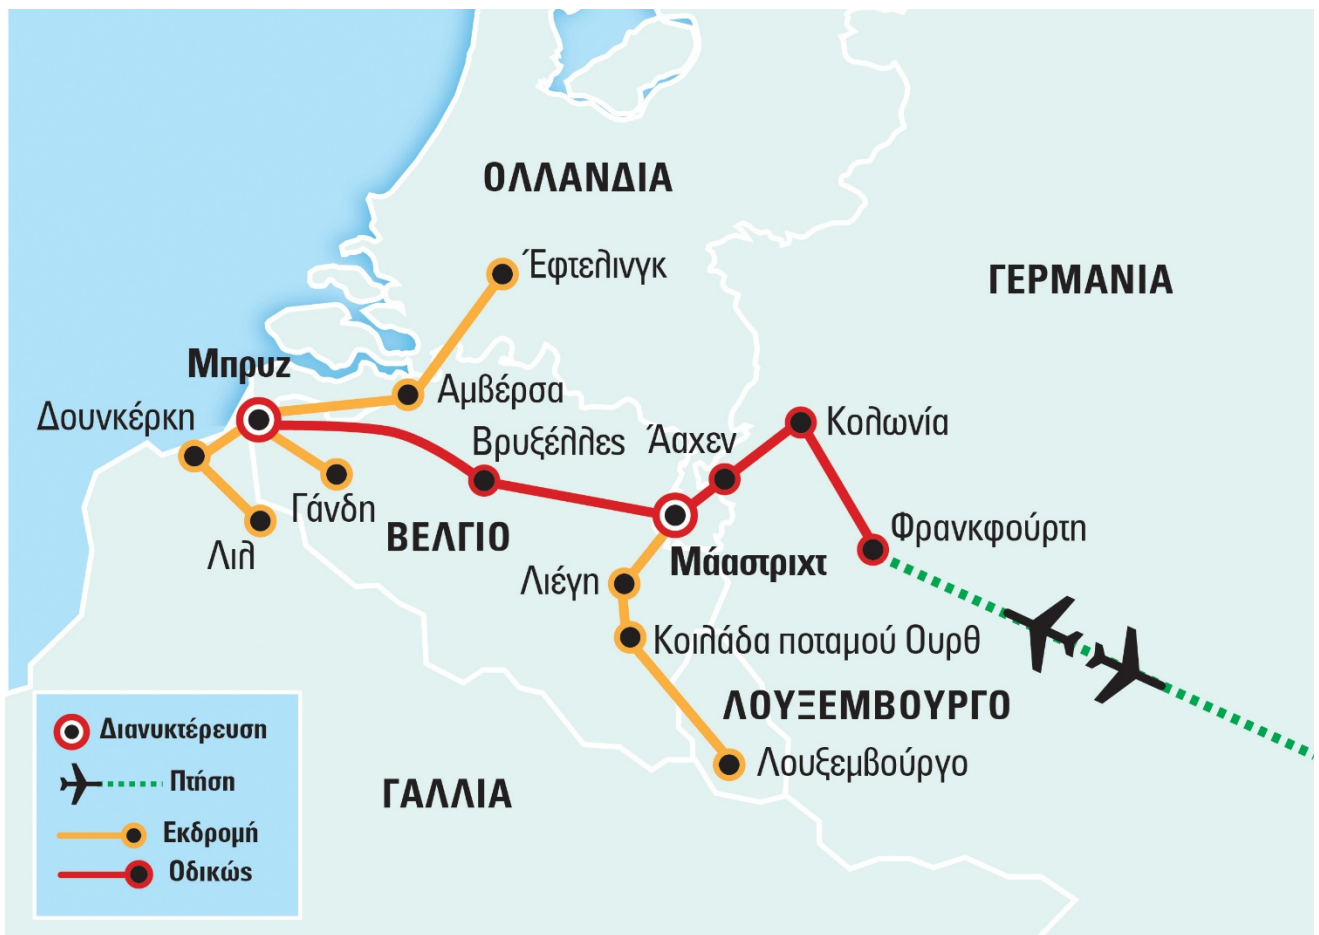 ΟΛΛΑΝΔΙΑ
Έφτελινγκ
ΓΕΡΜΑΝΙΑ
Μπρυζ
Αμβέρσα
Δουνκέρκη
Κολωνία
Βρυξέλλες
Άαχεν
Γάνδη
Φρανκφούρτη
ΒΕΛΓΙΟ
Λιλ
Μάαστριχτ
Λιέγη
Κοιλάδα ποταμού Ουρθ
ΛΟΥΞΕΜΒΟΥΡΓΟ
Λουξεμβούργο
ΓΑΛΛΙΑ
Διανυκτέρευση
Πτήση
Εκδρομή
Οδικώς